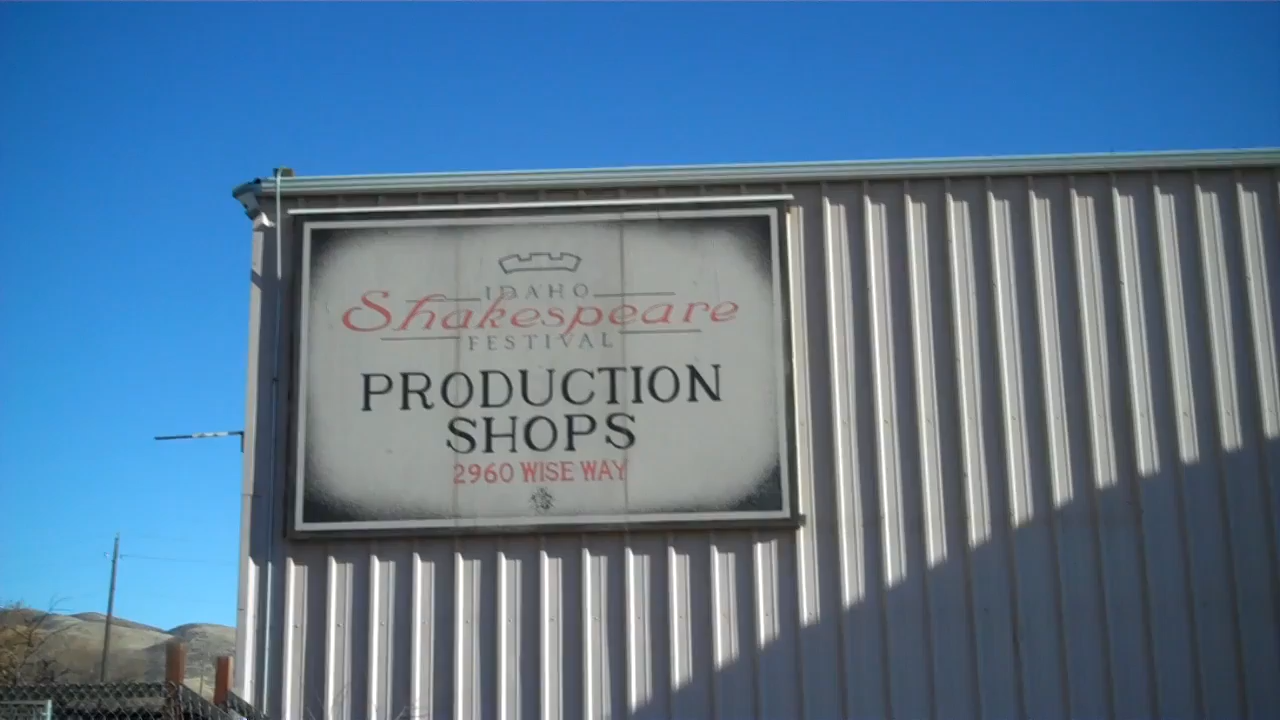 IDAHO
Shakespeare
FESTIVAL
PRODUCTION
SHOPS
2960 WISE WAY